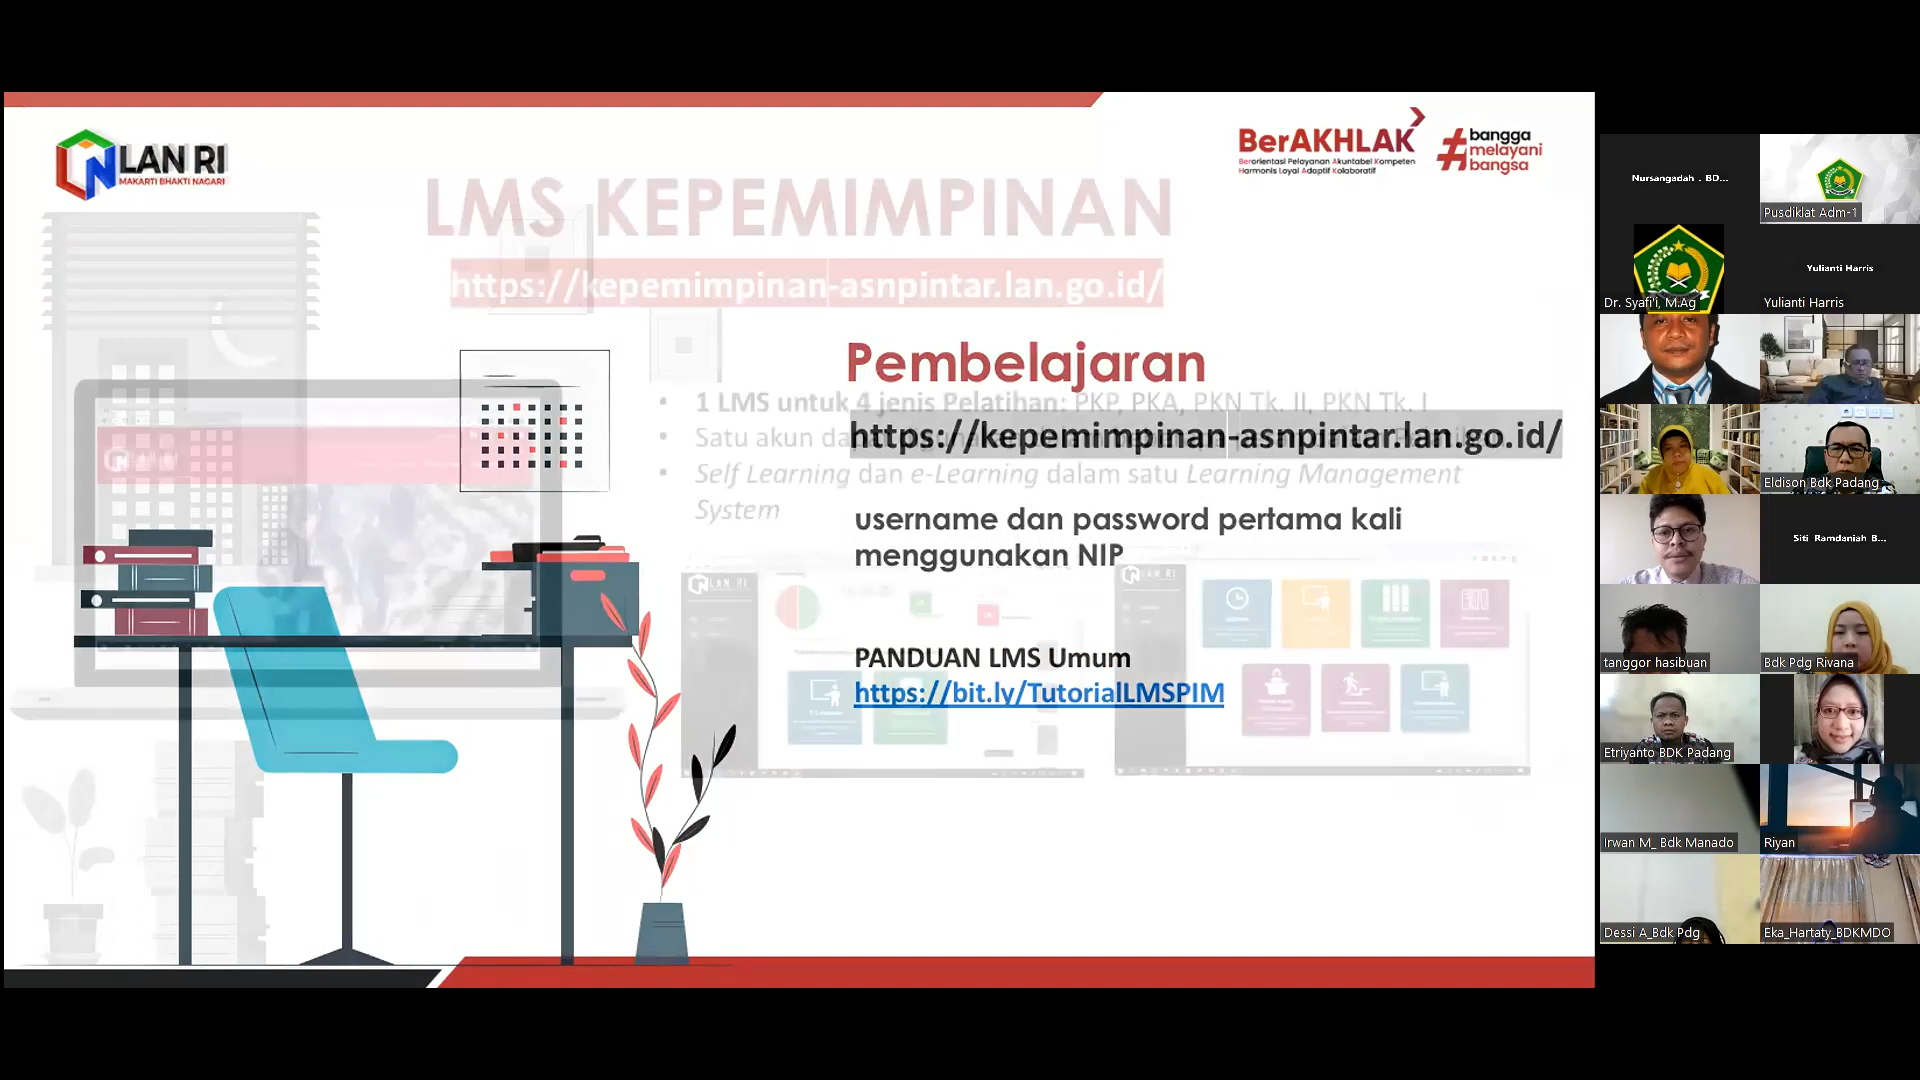 LAN RI
MAKARTI BHAKTI NAGARI
BerAKHLAK
Berorientasi Pelayanan Akuntabel Kompeten
Harmonis Loyal Adaptif Kolaboratif
#bangga
melayani
bangsa
LMS KEPEMIMPINAN
https://kepemimpinan-asnpintar.lan.go.id/
Pembelajaran
• 1 LMS untuk 4 jenis Pelatihan: PKP, PKA, PKN Tk. II, PKN Tk. I
https://kepemimpinan-asnpintar.lan.go.id/
• Satu akun
• Self Learning dan e-Learning dalam satu Learning Management
System
username dan password pertama kali
menggunakan NIP
LAN RI
LAN RI
PANDUAN LMS Umum
https://bit.ly/TutorialLMSPIM
Nursangadah . BD...
Pusdiklat Adm-1
Dr. Syafi'i, M.Ag
Yulianti Harris
Yulianti Harris
Eldison Bdk Padang
Siti Ramdaniah B...
tanggor hasibuan
Bdk Pdg Rivana
Etriyanto BDK Padang
Irwan M_ Bdk Manado
Riyan
Dessi A_Bdk Pdg
Eka_Hartaty_BDKMDO